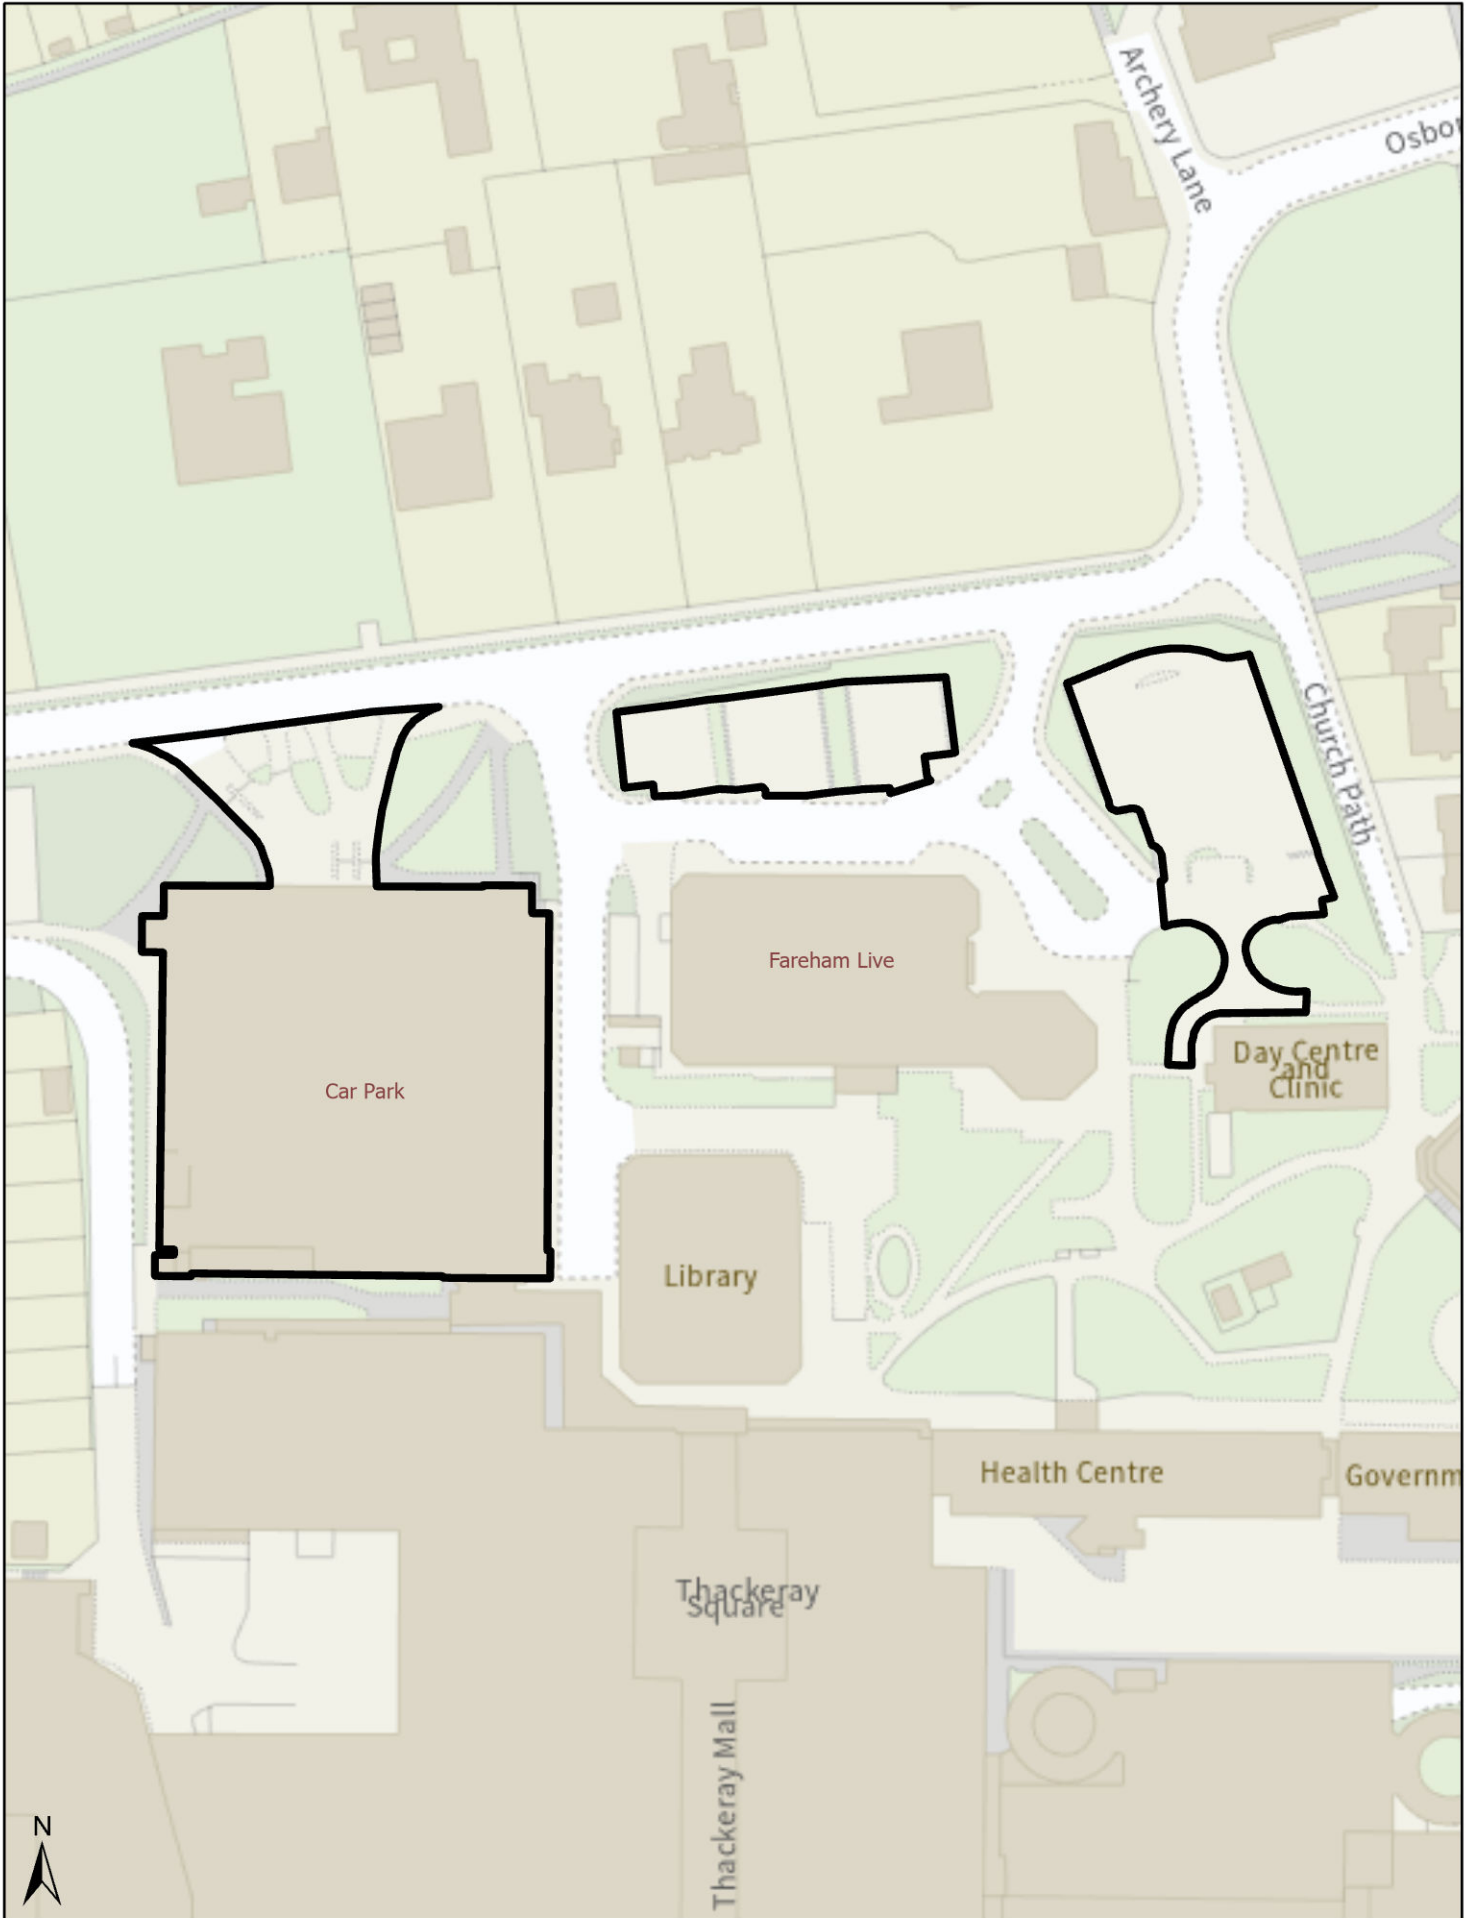 Archery Lane
Osbor
Church Path
Fareham Live
Day Centre
and
Clinic
Car Park
Library
Health Centre
Governm
Thackeray
Square
Thackeray Mall
N